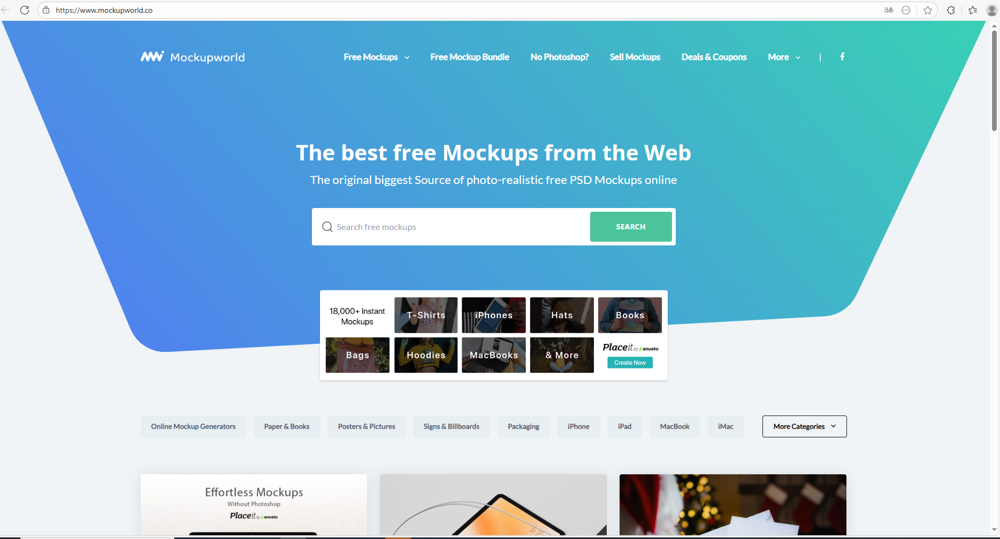 https://www.mockupworld.co
Mockupworld
Free Mockups
Free Mockup Bundle
No Photoshop?
Sell Mockups
Deals & Coupons
More
The best free Mockups from the Web
The original biggest Source of photo-realistic free PSD Mockups online
Search free mockups
SEARCH
18,000+ Instant
Mockups
T-Shirts
iPhones
Hats
Books
Bags
Hoodies
MacBooks
& More
Placeit by envato
Create Now
Online Mockup Generators
Paper & Books
Posters & Pictures
Signs & Billboards
Packaging
iPhone
iPad
MacBook
iMac
More Categories
Effortless Mockups
Without Photoshop
Placeit by envato